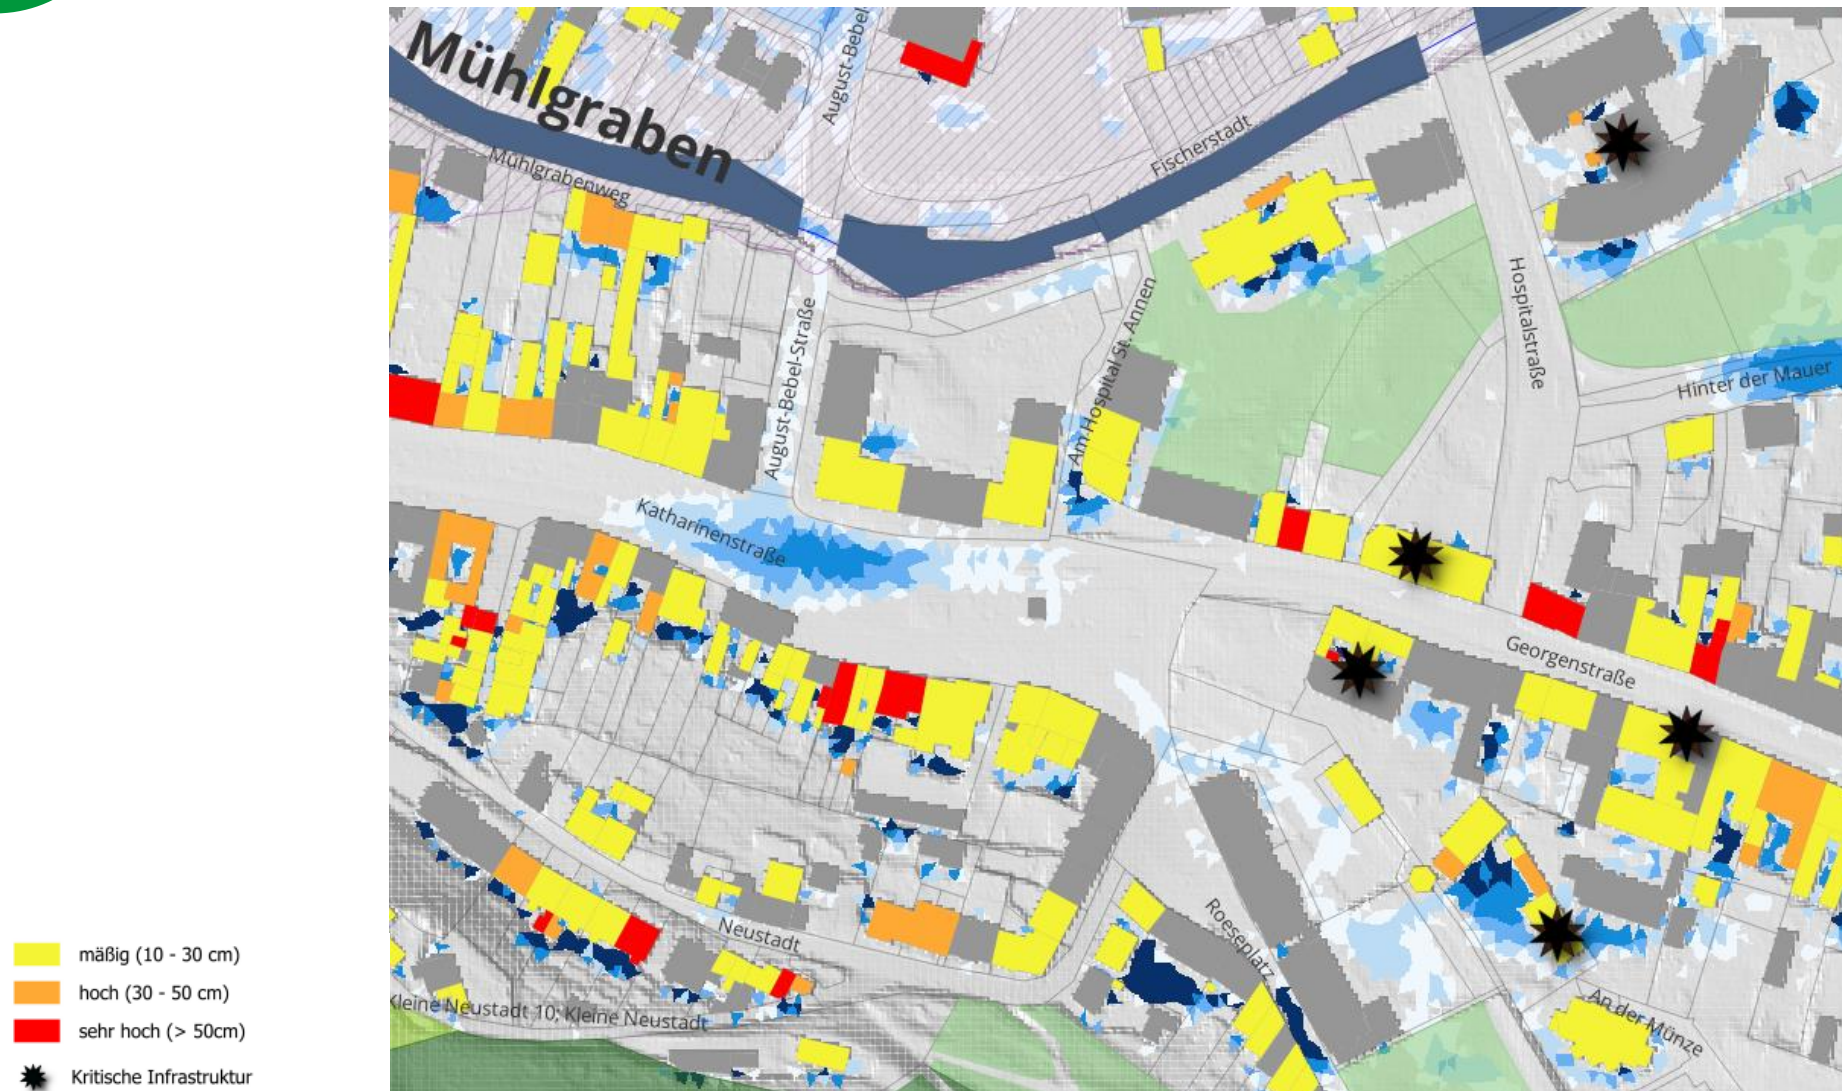 Mühlgraben
August-Bebel
Mühlgrabenweg
Fischerstadt
August-Bebel-Straße
Am Hospital St. Annen
Hospitalstraße
Hinter der Mauer
Katharinenstraße
Georgenstraße
Neustadt
Roeseplatz
Kleine Neustadt 10; Kleine Neustadt
An der Münze
mäßig (10 - 30 cm)
hoch (30 - 50 cm)
sehr hoch (> 50cm)
Kritische Infrastruktur